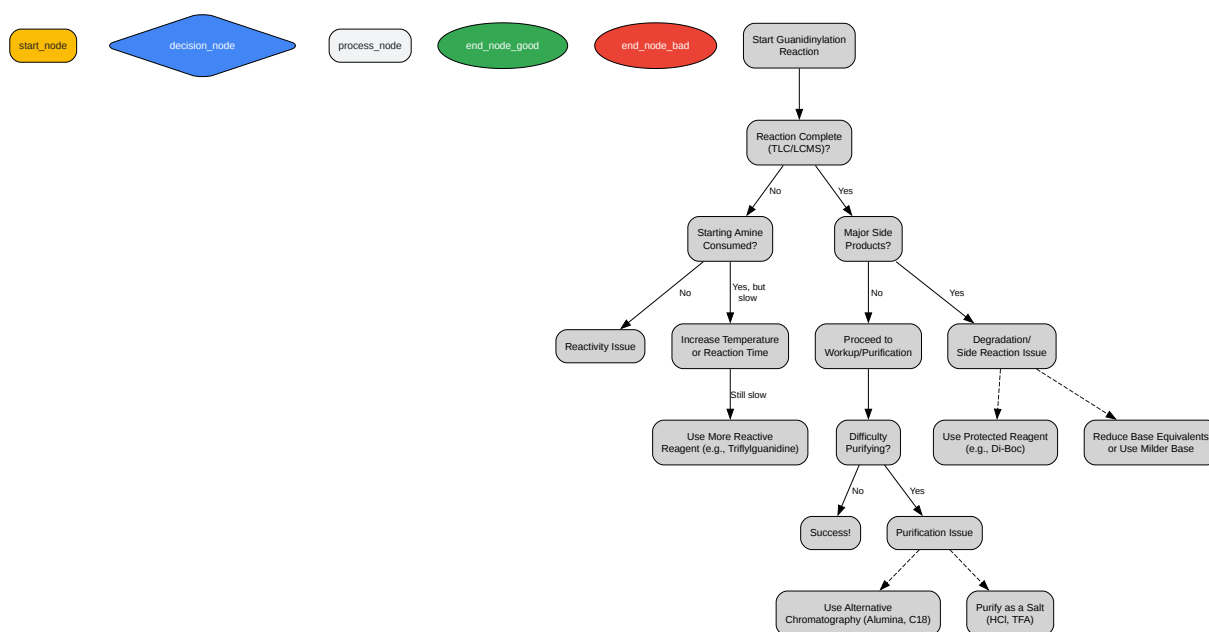 start_node
decision_node
process_node
end_node_good
end_node_bad
Start Guanidinylation
Reaction
Reaction Complete
(TLC/LCMS)?
No
Yes
Starting Amine
Consumed?
Major Side
Products?
No
Yes, but
slow
No
Yes
Reactivity Issue
Increase Temperature
or Reaction Time
Proceed to
Workup/Purification
Degradation/
Side Reaction Issue
Still slow
Use More Reactive
Reagent (e.g., Triflylguanidine)
Difficulty
Purifying?
Use Protected Reagent
(e.g., Di-Boc)
Reduce Base Equivalents
or Use Milder Base
No
Yes
Success!
Purification Issue
Use Alternative
Chromatography (Alumina, C18)
Purify as a Salt
(HCl, TFA)